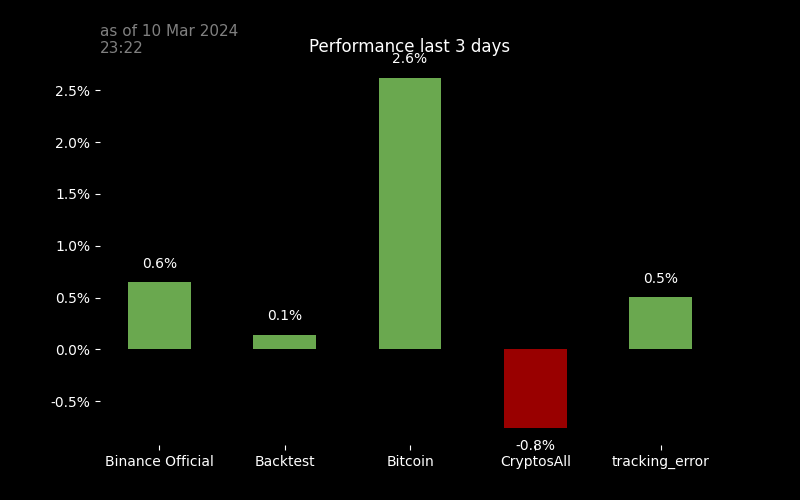 as of 10 Mar 2024
23:22
Performance last 3 days
2.6%
2.5%
2.0%
1.5%
1.0%
0.6%
0.5%
0.5%
0.1%
0.0%
-0.5%
-0.8%
Binance Official
Backtest
Bitcoin
CryptosAll
tracking_error